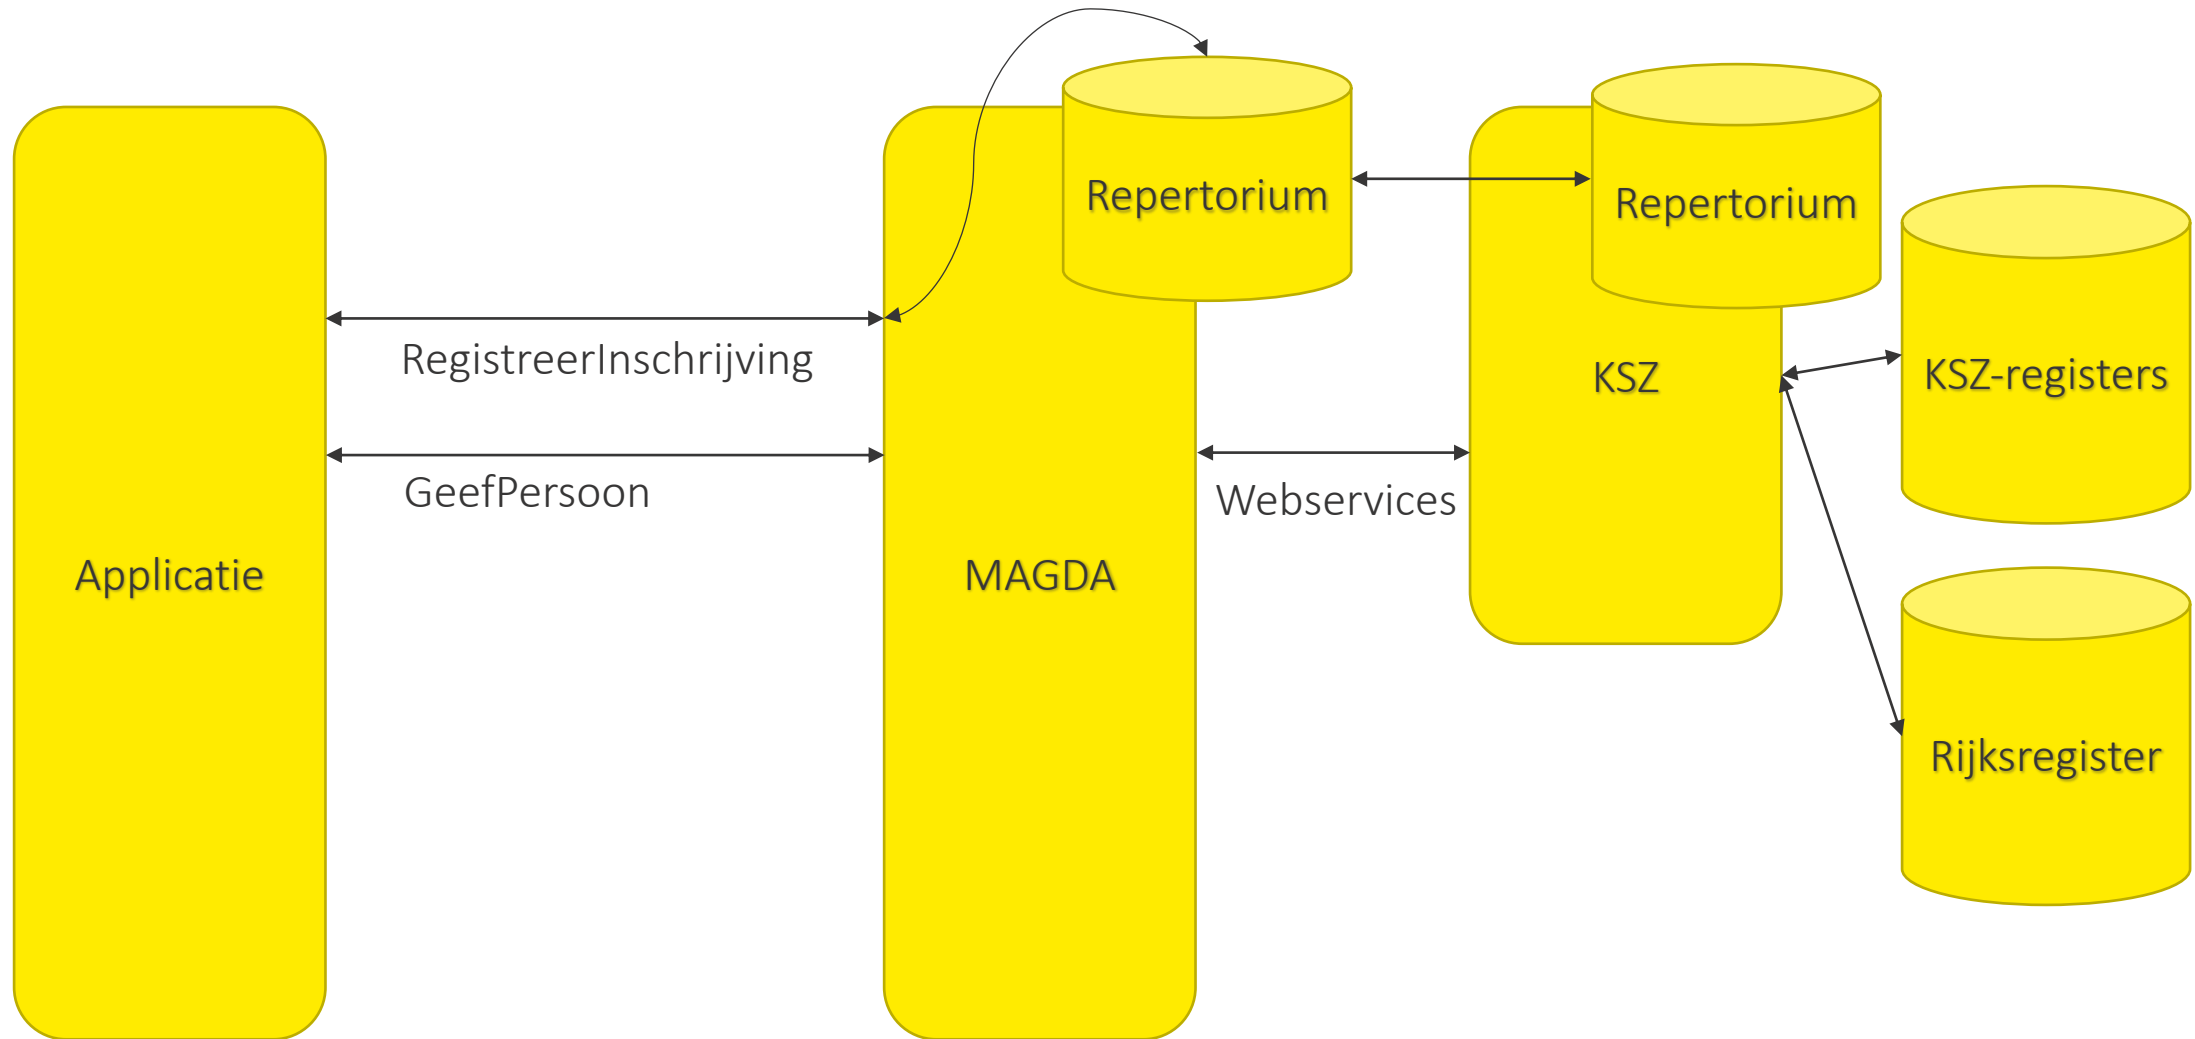 Repertorium
Repertorium
RegistreerInschrijving
KSZ
KSZ-registers
GeefPersoon
Webservices
Applicatie
MAGDA
Rijksregister